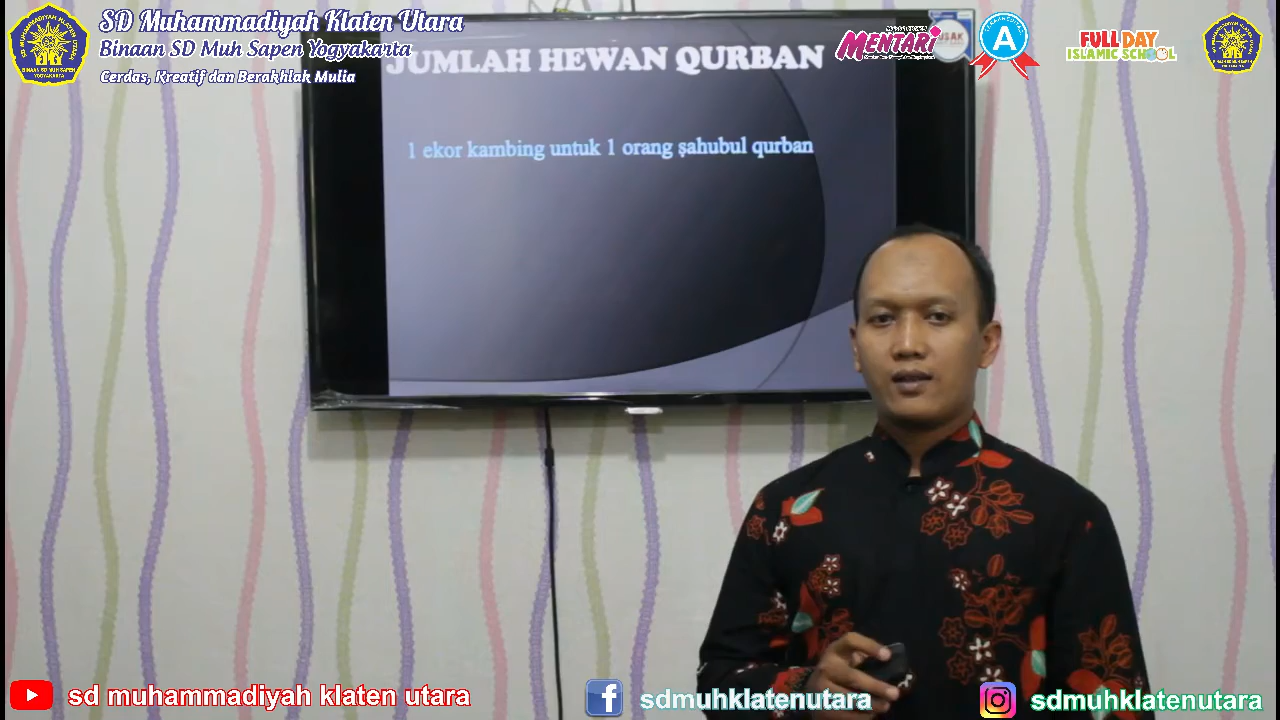 SD Muhammadiyah Klaten Utara
Binaan SD Muh Sapen Yogyakarta
Cerdas, Kreatif dan Berakhlak Mulia
MENTARI
A
FULL DAY
ISLAMIC SCHOOL
JUMLAH HEWAN QURBAN
1 ekor kambing untuk 1 orang ṣahubul qurban
sd muhammadiyah klaten utara
sdmuhklatenutara
sdmuhklatenutara